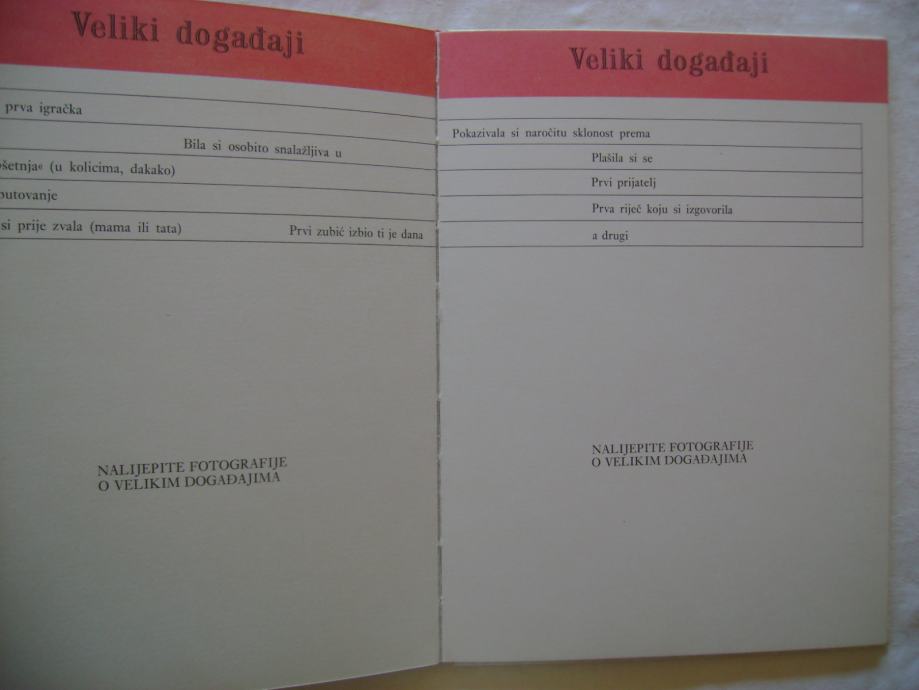 Veliki događaji
prva igračka
Bila si osobito snalažljiva u
(u kolicima, dakako)
si prije zvala (mama ili tata) Prvi zubić izbio ti je dana
NALIJEPITE FOTOGRAFIJE
O VELIKIM DOGAĐAJIMA
Veliki događaji
Pokazivala si naročitu sklonost prema
Plašila si se
Prvi prijatelj
Prva riječ koju si izgovorila
a drugi
NALIJEPITE FOTOGRAFIJE
O VELIKIM DOGAĐAJIMA